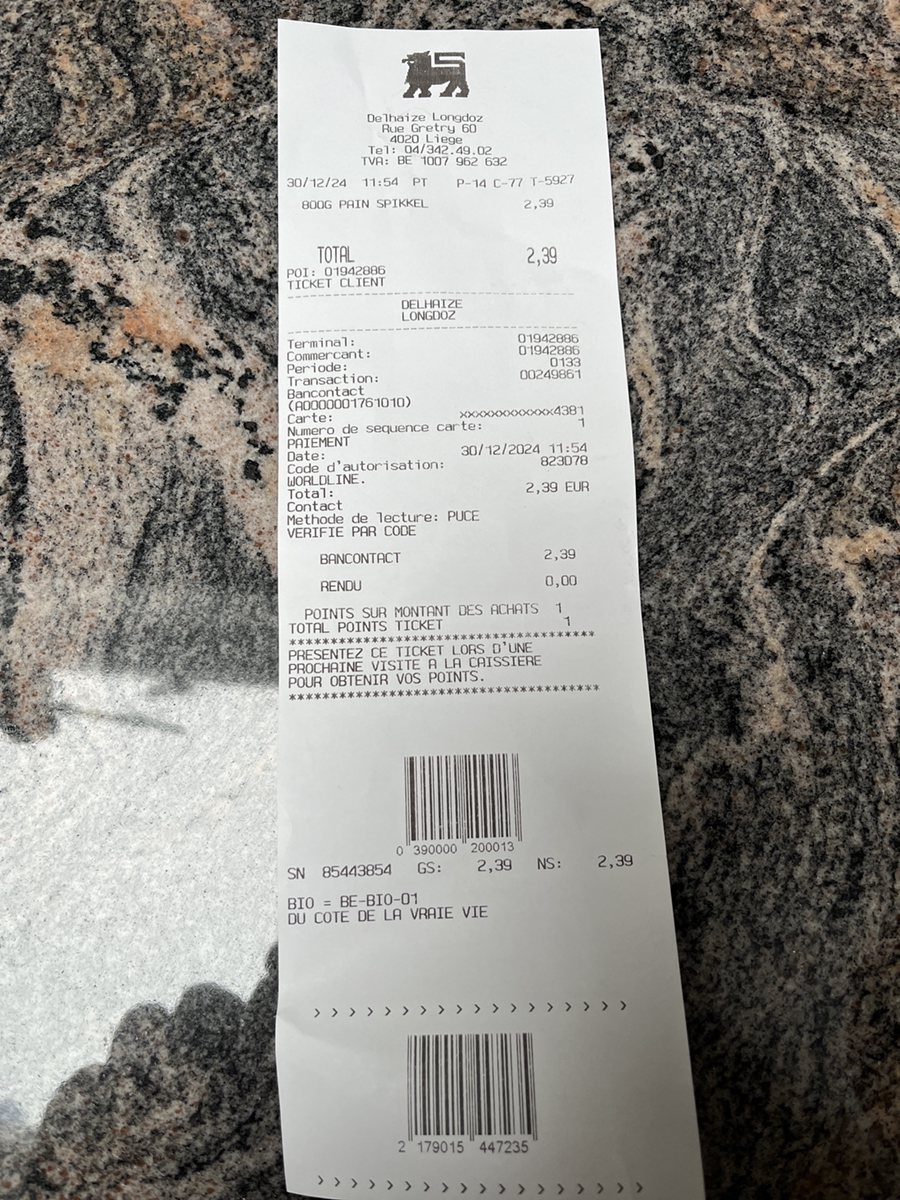 Delhaize Longdoz
Rue Gretry 60
4020 Liege
Tel: 04/342.49.02
TVA: BE 1007 962 632
30/12/24 11:54 PT P-14 C-77 T-5927
800G PAIN SPIKKEL 2,39
TOTAL 2,39
POI: 01942886
TICKET CLIENT
DELHAIZE
LONGDOZ
Terminal: 01942886
Commercant: 01942886
Periode: 0133
Transaction: 00249861
Bancontact
(A0000001761010)
Carte: xxxxxxxxxxxxx4381
Numero de sequence carte: 1
PAIEMENT
Date: 30/12/2024 11:54
Code d'autorisation: 823078
WORLDLINE.
Total: 2,39 EUR
Contact
Methode de lecture: PUCE
VERIFIE PAR CODE
BANCONTACT 2,39
RENDU 0,00
POINTS SUR MONTANT DES ACHATS 1
TOTAL POINTS TICKET 1
****************************************
PRESENTEZ CE TICKET LORS D'UNE
PROCHAINE VISITE A LA CAISSIERE
POUR OBTENIR VOS POINTS.
****************************************
0 390000 200013
SN 85443854 GS: 2,39 NS: 2,39
BIO = BE-BIO-01
DU COTE DE LA VRAIE VIE
> > > > > > > > > > > > > > > > > >
2 179015 447235
> > > > > > > > > > > > > > > > > > >